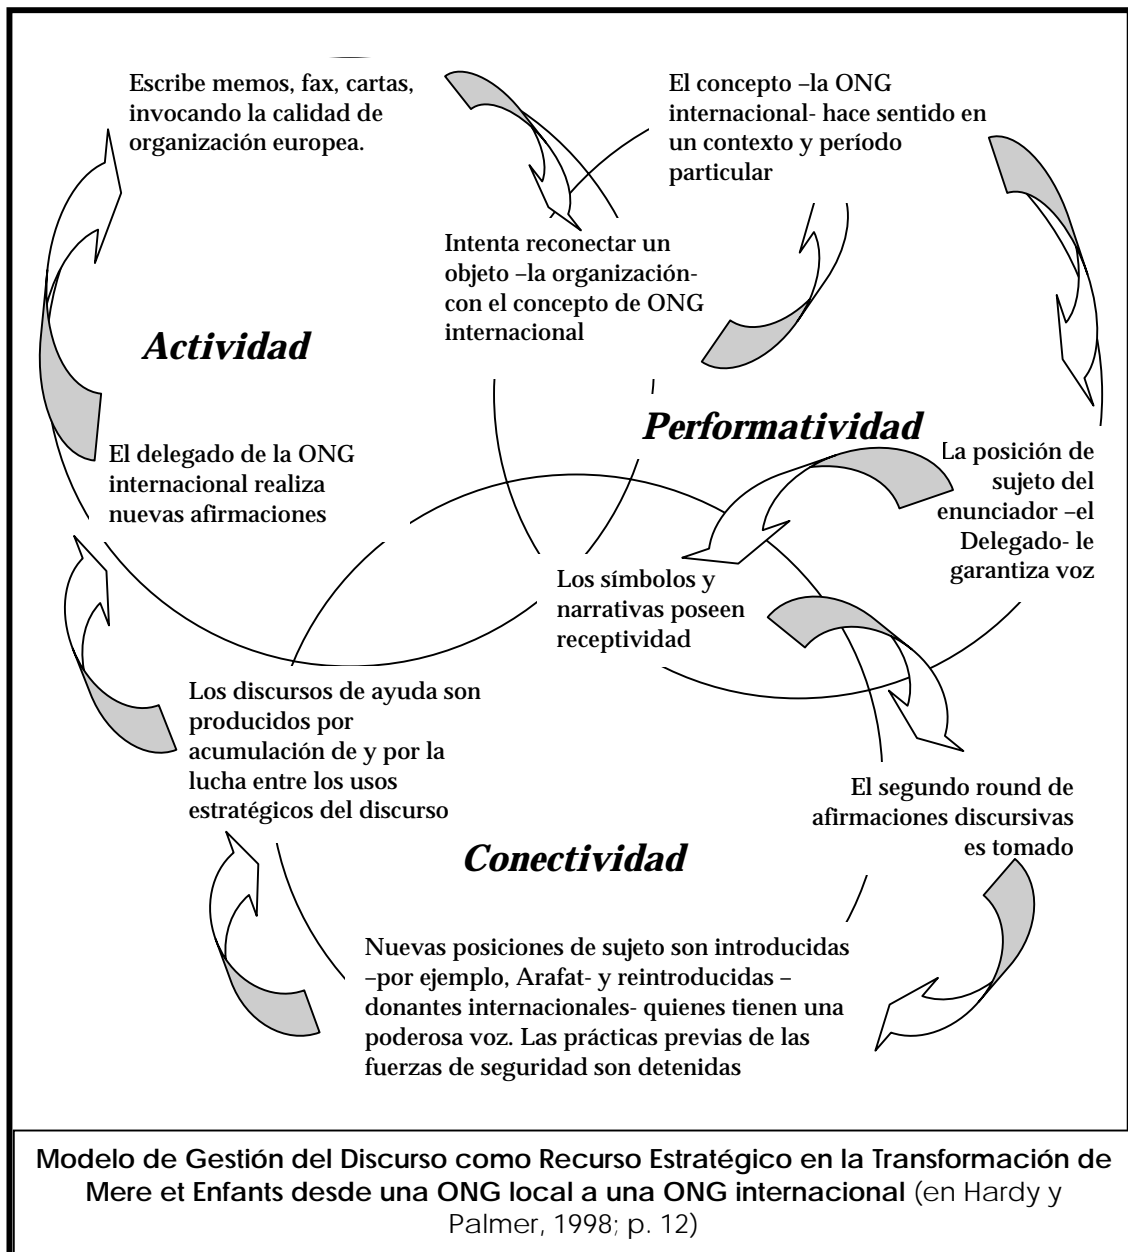 Escribe memos, fax, cartas,
invocando la calidad de
organización europea.
El concepto –la ONG
internacional- hace sentido en
un contexto y período
particular
Intenta reconectar un
objeto –la organización-
con el concepto de ONG
internacional
Actividad
Performatividad
El delegado de la ONG
internacional realiza
nuevas afirmaciones
La posición de
sujeto del
enunciador –el
Delegado- le
garantiza voz
Los símbolos y
narrativas poseen
receptividad
Los discursos de ayuda son
producidos por
acumulación de y por la
lucha entre los usos
estratégicos del discurso
El segundo round de
afirmaciones discursivas
es tomado
Conectividad
Nuevas posiciones de sujeto son introducidas
–por ejemplo, Arafat- y reintroducidas –
donantes internacionales- quienes tienen una
poderosa voz. Las prácticas previas de las
fuerzas de seguridad son detenidas
Modelo de Gestión del Discurso como Recurso Estratégico en la Transformación de
Mere et Enfants desde una ONG local a una ONG internacional (en Hardy y
Palmer, 1998; p. 12)